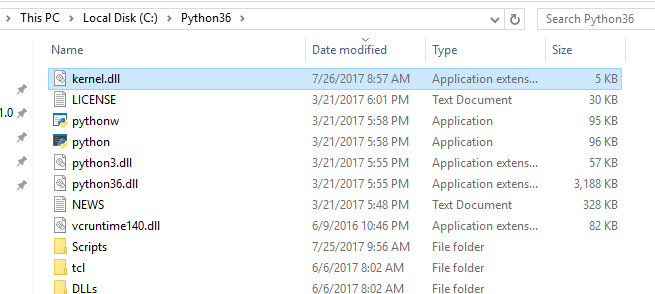 This PC > Local Disk (C:) > Python36 >
Search Python36
Name Date modified Type Size
kernel.dll 7/26/2017 8:57 AM Application extens... 5 KB
LICENSE 3/21/2017 6:01 PM Text Document 30 KB
pythonw 3/21/2017 5:58 PM Application 95 KB
python 3/21/2017 5:58 PM Application 96 KB
python3.dll 3/21/2017 5:55 PM Application extens... 57 KB
python36.dll 3/21/2017 5:55 PM Application extens... 3,188 KB
NEWS 3/21/2017 5:48 PM Text Document 328 KB
vcruntime140.dll 6/9/2016 10:46 PM Application extens... 82 KB
Scripts 7/25/2017 9:56 AM File folder
tcl 6/6/2017 8:02 AM File folder
DLLs 6/6/2017 8:02 AM File folder
1.0